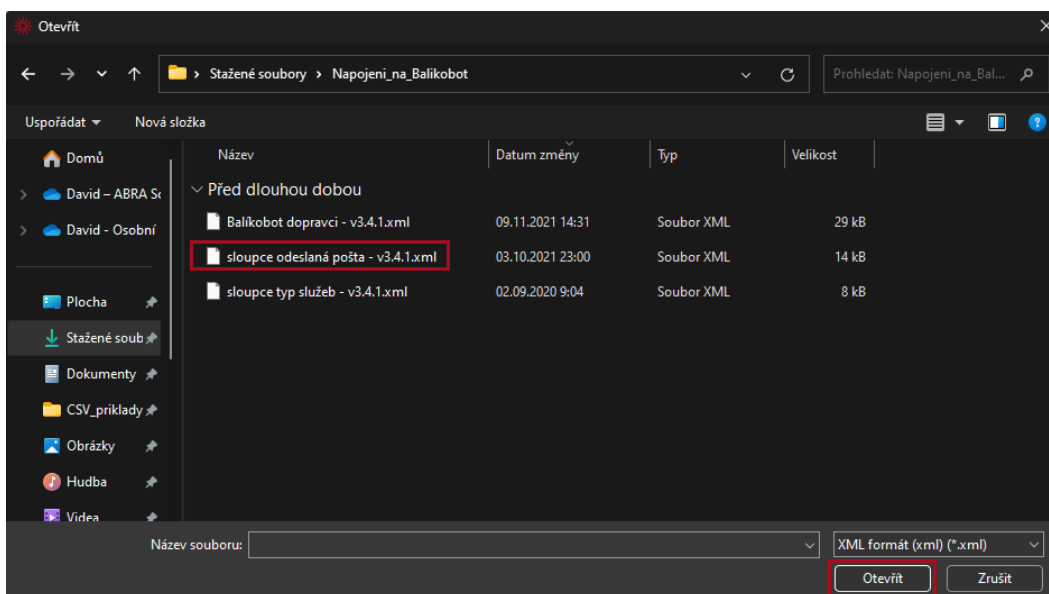 Otevřít
Stažené soubory > Napojeni_na_Balikobot
Prohledat: Napojeni_na_Bal...
Uspořádat Nová složka
?
Domů
David – ABRA So
David - Osobní
Plocha
Stažené soub
Dokumenty
CSV_priklady
Obrázky
Hudba
Videa
Název Datum změny Typ Velikost
Před dlouhou dobou
Balíkobot dopravci - v3.4.1.xml 09.11.2021 14:31 Soubor XML 29 kB
sloupce odeslaná pošta - v3.4.1.xml 03.10.2021 23:00 Soubor XML 14 kB
sloupce typ služeb - v3.4.1.xml 02.09.2020 9:04 Soubor XML 8 kB
Název souboru: XML formát (xml) (*.xml)
Otevřít Zrušit